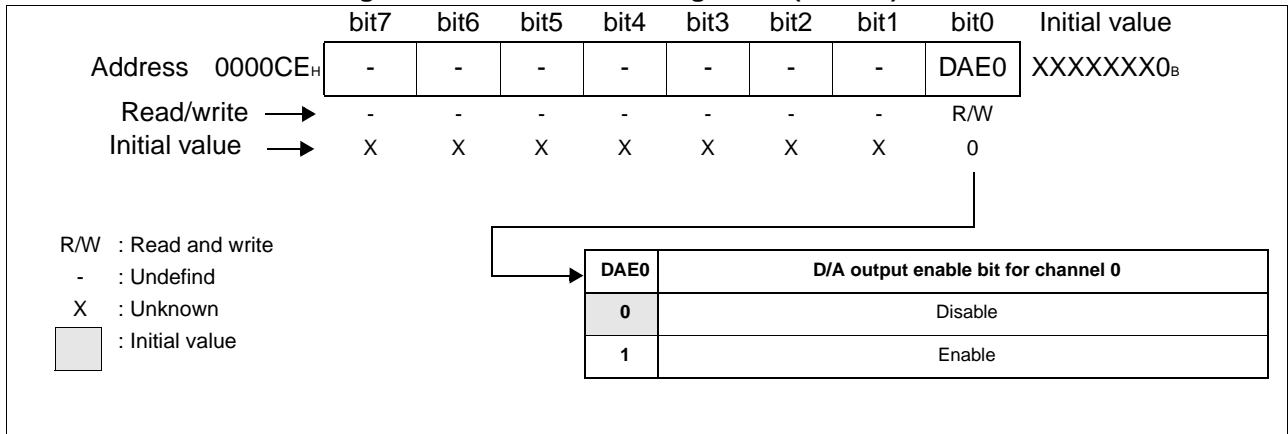 bit7 bit6 bit5 bit4 bit3 bit2 bit1 bit0 Initial value
Address 0000CEH - - - - - - - DAE0 XXXXXXX0B
Read/write - - - - - - - R/W
Initial value X X X X X X X 0
R/W : Read and write
- : Undefind
X : Unknown
: Initial value
DAE0 D/A output enable bit for channel 0
0 Disable
1 Enable